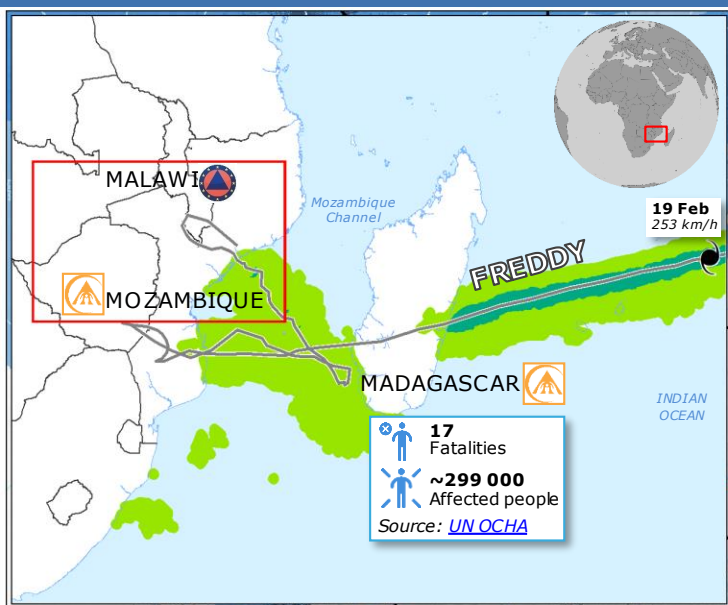 MALAWI
Mozambique
Channel
19 Feb
253 km/h
FREDDY
MOZAMBIQUE
MADAGASCAR
INDIAN
OCEAN
17
Fatalities
~299 000
Affected people
Source: UN OCHA